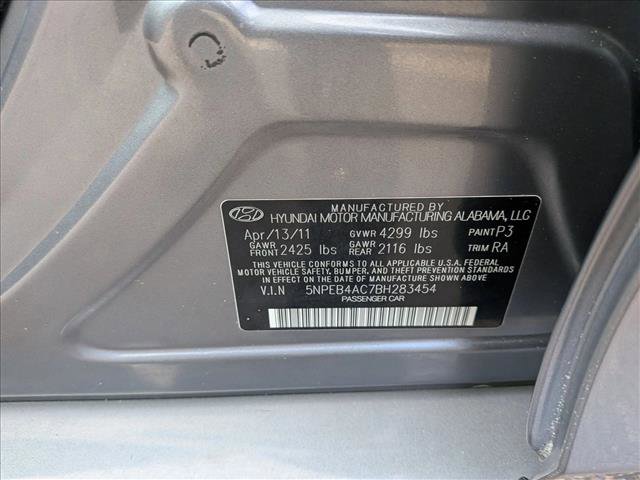 MANUFACTURED BY
HYUNDAI MOTOR MANUFACTURING ALABAMA, LLC
Apr/13/11 GVWR 4299 lbs PAINT P3
GAWR FRONT 2425 lbs GAWR REAR 2116 lbs TRIM RA
THIS VEHICLE CONFORMS TO ALL APPLICABLE U.S. FEDERAL
MOTOR VEHICLE SAFETY, BUMPER, AND THEFT PREVENTION STANDARDS
IN EFFECT ON THE DATE OF MANUFACTURE SHOWN ABOVE
V.I.N 5NPEB4AC7BH283454
PASSENGER CAR